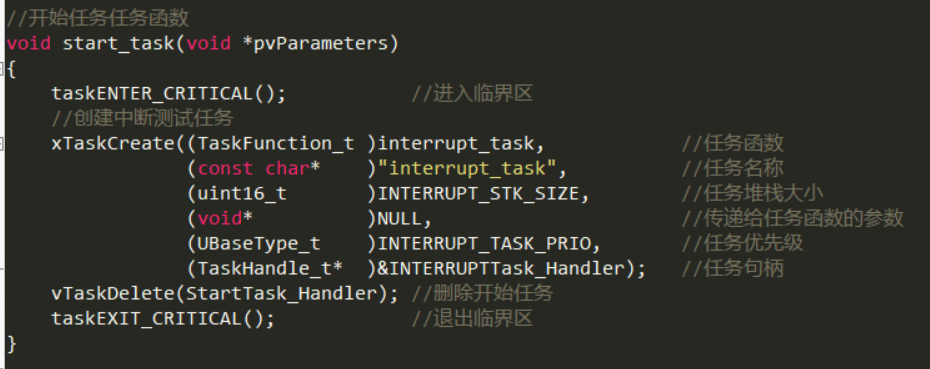 //开始任务任务函数
void start_task(void *pvParameters)
{
    taskENTER_CRITICAL();           //进入临界区
    //创建中断测试任务
    xTaskCreate((TaskFunction_t )interrupt_task,            //任务函数
                (const char*    )"interrupt_task",          //任务名称
                (uint16_t       )INTERRUPT_STK_SIZE,        //任务堆栈大小
                (void*          )NULL,                      //传递给任务函数的参数
                (UBaseType_t    )INTERRUPT_TASK_PRIO,       //任务优先级
                (TaskHandle_t*  )&INTERRUPTTask_Handler);   //任务句柄
    vTaskDelete(StartTask_Handler); //删除开始任务
    taskEXIT_CRITICAL();            //退出临界区
}